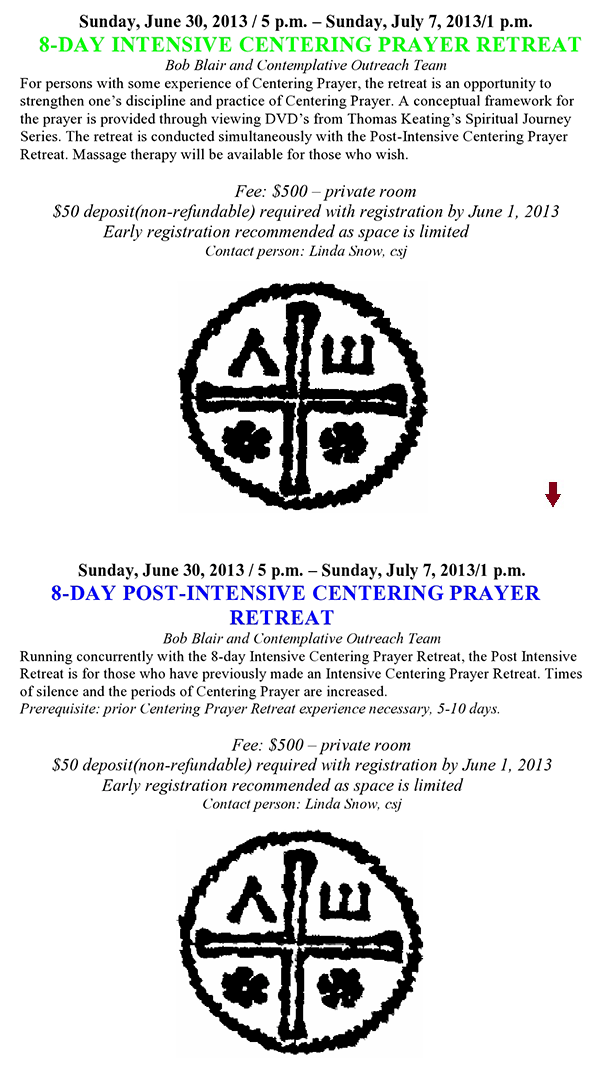 Sunday, June 30, 2013 / 5 p.m. – Sunday, July 7, 2013/1 p.m.
8-DAY INTENSIVE CENTERING PRAYER RETREAT
Bob Blair and Contemplative Outreach Team
For persons with some experience of Centering Prayer, the retreat is an opportunity to
strengthen one's discipline and practice of Centering Prayer. A conceptual framework for
the prayer is provided through viewing DVD's from Thomas Keating's Spiritual Journey
Series. The retreat is conducted simultaneously with the Post-Intensive Centering Prayer
Retreat. Massage therapy will be available for those who wish.
Fee: $500 – private room
$50 deposit(non-refundable) required with registration by June 1, 2013
Early registration recommended as space is limited
Contact person: Linda Snow, csj
Sunday, June 30, 2013 / 5 p.m. – Sunday, July 7, 2013/1 p.m.
8-DAY POST-INTENSIVE CENTERING PRAYER
RETREAT
Bob Blair and Contemplative Outreach Team
Running concurrently with the 8-day Intensive Centering Prayer Retreat, the Post Intensive
Retreat is for those who have previously made an Intensive Centering Prayer Retreat. Times
of silence and the periods of Centering Prayer are increased.
Prerequisite: prior Centering Prayer Retreat experience necessary, 5-10 days.
Fee: $500 – private room
$50 deposit(non-refundable) required with registration by June 1, 2013
Early registration recommended as space is limited
Contact person: Linda Snow, csj